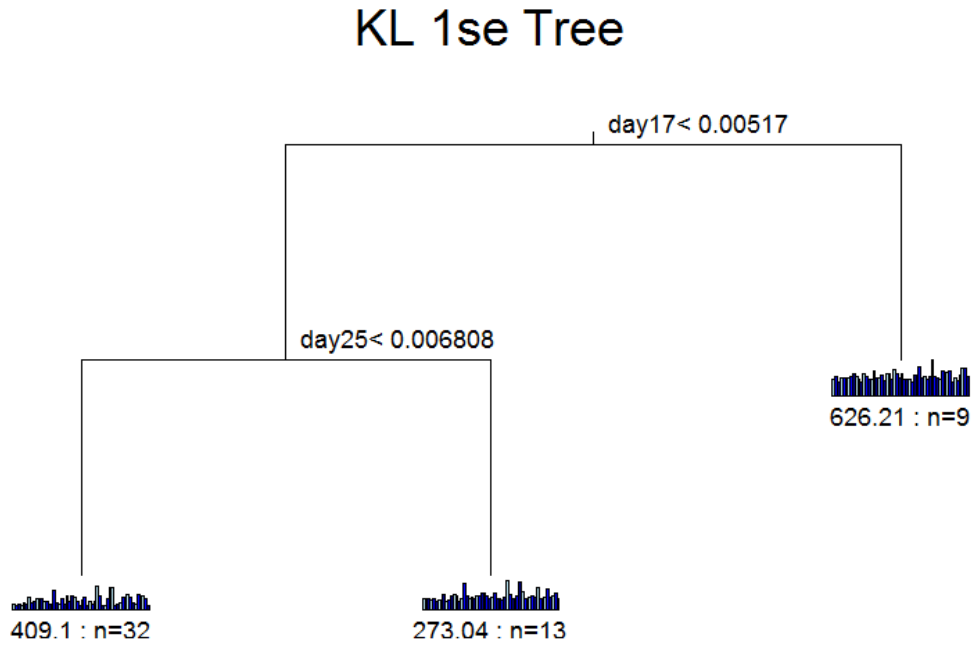 KL 1se Tree
day17< 0.00517
day25< 0.006808
626.21 : n=9
409.1 : n=32
273.04 : n=13